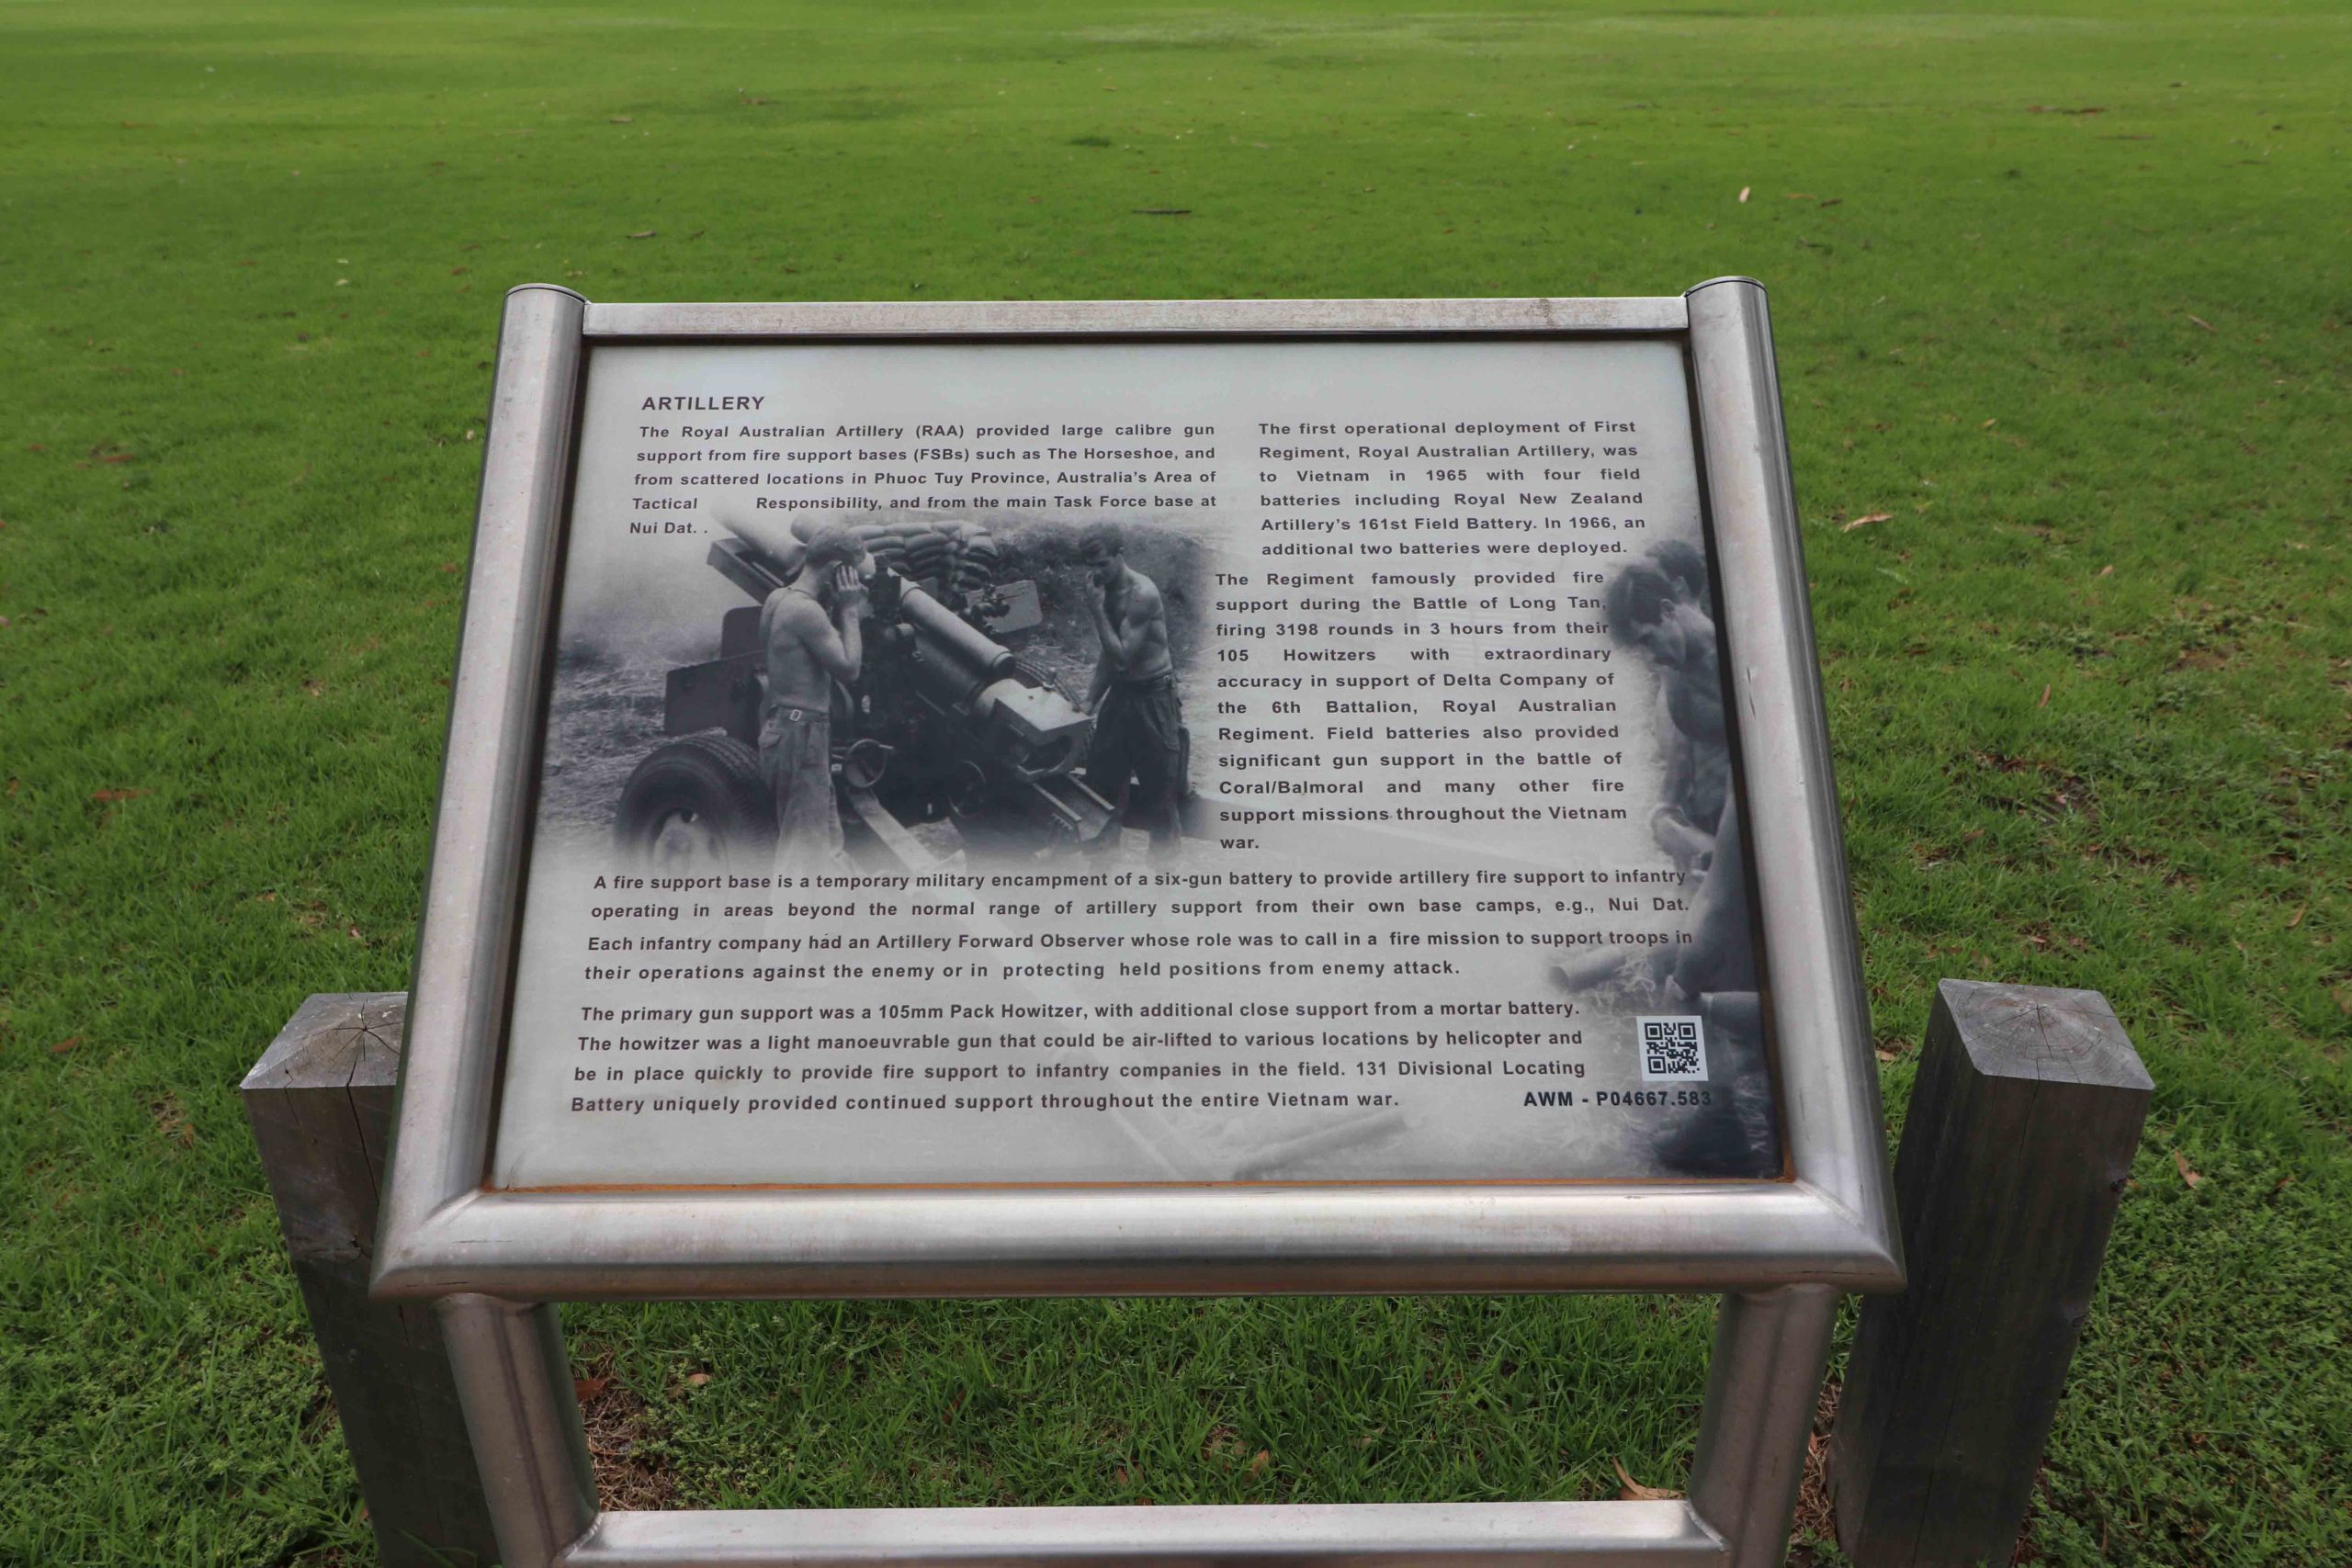 ARTILLERY
The Royal Australian Artillery (RAA) provided large calibre gun
support from fire support bases (FSBs) such as The Horseshoe, and
from scattered locations in Phuoc Tuy Province, Australia's Area of
Tactical Responsibility, and from the main Task Force base at
Nui Dat. .
The first operational deployment of First
Regiment, Royal Australian Artillery, was
to Vietnam in 1965 with four field
batteries including Royal New Zealand
Artillery's 161st Field Battery. In 1966, an
additional two batteries were deployed.
The Regiment famously provided fire
support during the Battle of Long Tan,
firing 3198 rounds in 3 hours from their
105 Howitzers with extraordinary
accuracy in support of Delta Company of
the 6th Battalion, Royal Australian
Regiment. Field batteries also provided
significant gun support in the battle of
Coral/Balmoral and many other fire
support missions throughout the Vietnam
war.
A fire support base is a temporary military encampment of a six-gun battery to provide artillery fire support to infantry
operating in areas beyond the normal range of artillery support from their own base camps, e.g., Nui Dat.
Each infantry company had an Artillery Forward Observer whose role was to call in a fire mission to support troops in
their operations against the enemy or in protecting held positions from enemy attack.
The primary gun support was a 105mm Pack Howitzer, with additional close support from a mortar battery.
The howitzer was a light manoeuvrable gun that could be air-lifted to various locations by helicopter and
be in place quickly to provide fire support to infantry companies in the field. 131 Divisional Locating
Battery uniquely provided continued support throughout the entire Vietnam war.
AWM - P04667.583